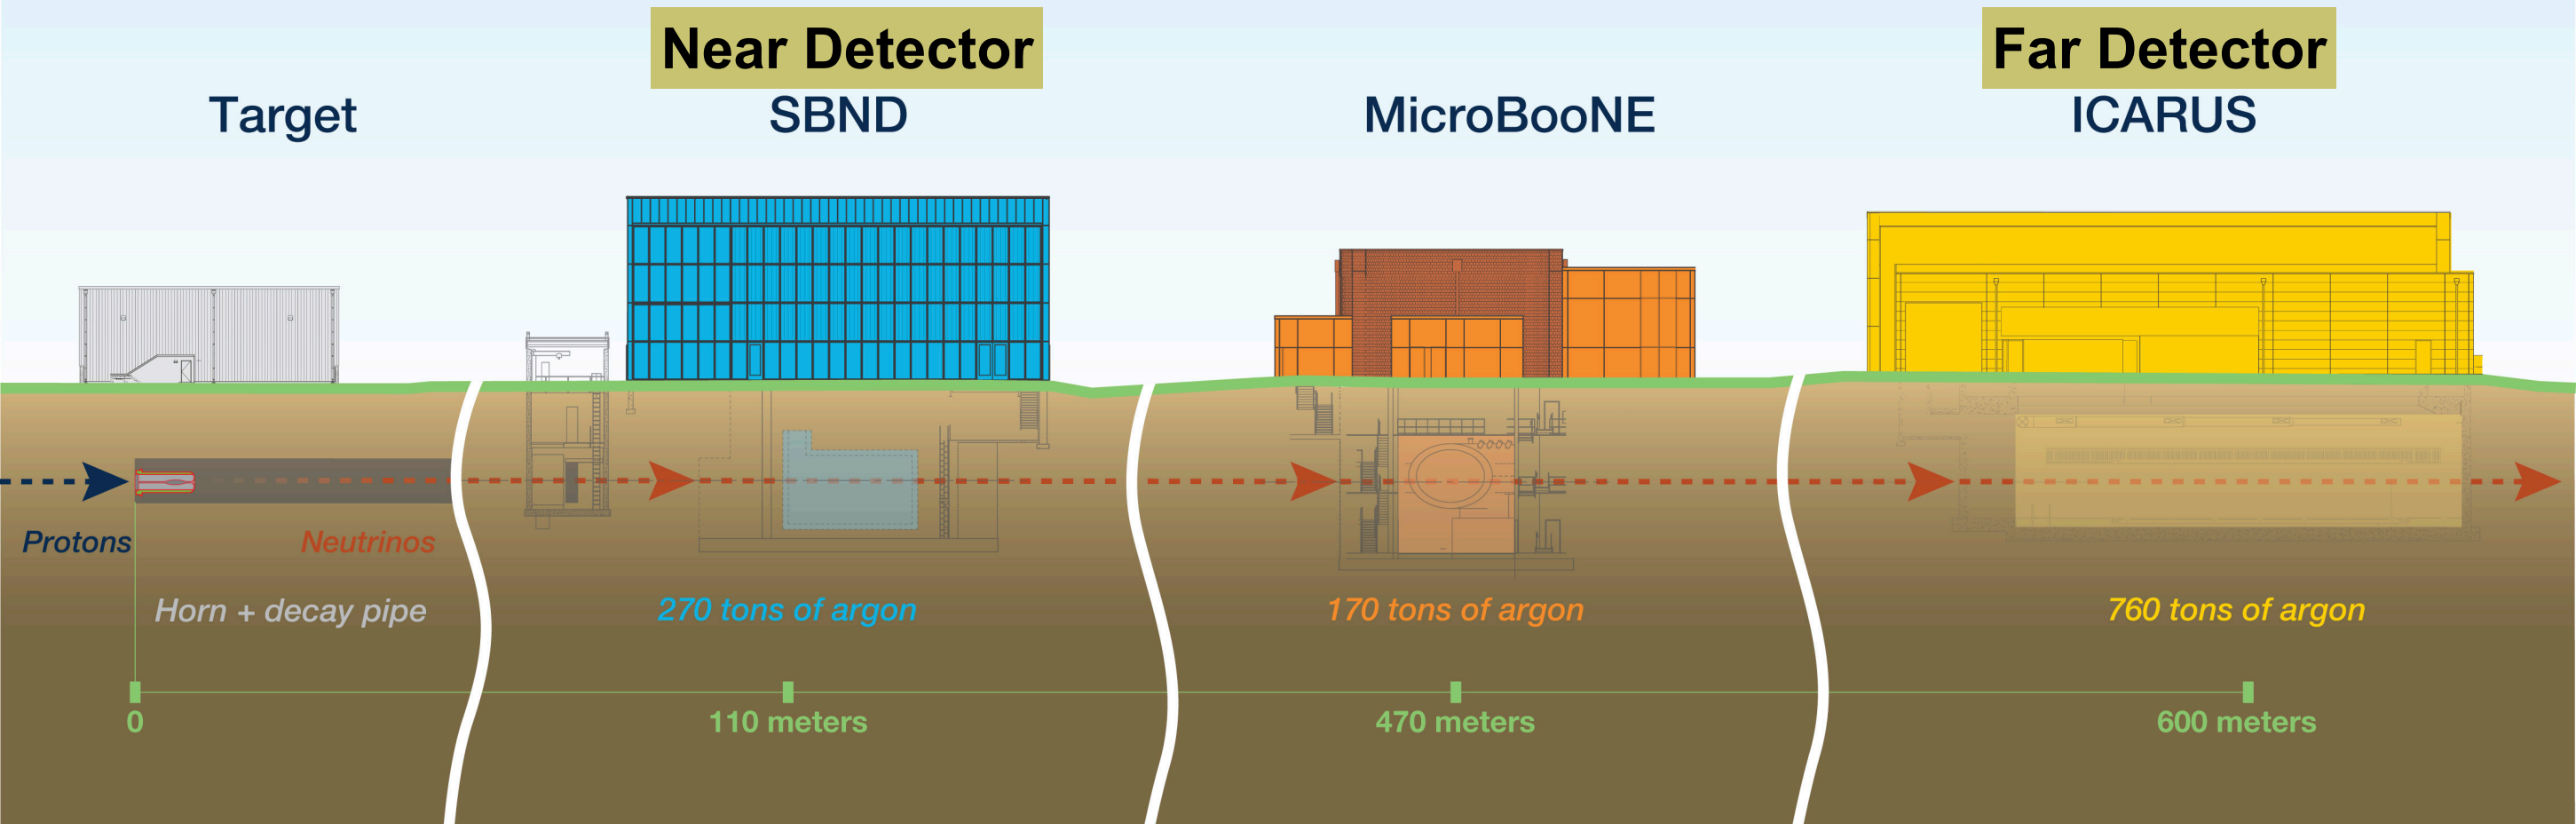 Near Detector
Far Detector
Target
SBND
MicroBooNE
ICARUS
Protons
Neutrinos
Horn + decay pipe
270 tons of argon
170 tons of argon
760 tons of argon
0
110 meters
470 meters
600 meters